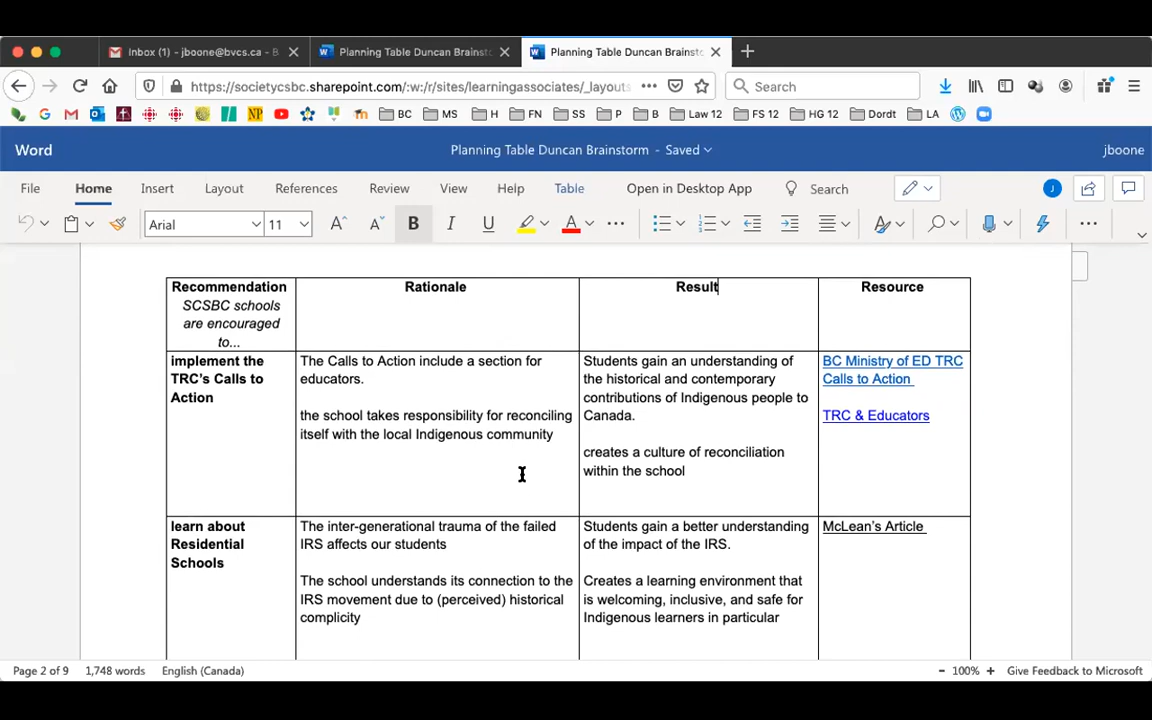 Inbox (1) - jboone@bvcs.ca - B
Planning Table Duncan Brainst
Planning Table Duncan Brainst
https://societycsbc.sharepoint.com/:w:/r/sites/learningassociates/_layouts
Search
BC MS H FN SS P B Law 12 FS 12 HG 12 Dordt LA
Word
Planning Table Duncan Brainstorm - Saved
jboone
File Home Insert Layout References Review View Help Table Open in Desktop App Search
Arial 11 B I U A
Recommendation
SCSBC schools
are encouraged
to...
Rationale
Result
Resource
implement the
TRC's Calls to
Action
The Calls to Action include a section for
educators.
the school takes responsibility for reconciling
itself with the local Indigenous community
Students gain an understanding of
the historical and contemporary
contributions of Indigenous people to
Canada.
creates a culture of reconciliation
within the school
BC Ministry of ED TRC
Calls to Action
TRC & Educators
learn about
Residential
Schools
The inter-generational trauma of the failed
IRS affects our students
The school understands its connection to the
IRS movement due to (perceived) historical
complicity
Students gain a better understanding
of the impact of the IRS.
Creates a learning environment that
is welcoming, inclusive, and safe for
Indigenous learners in particular
McLean's Article
Page 2 of 9 1,748 words English (Canada) - 100% + Give Feedback to Microsoft